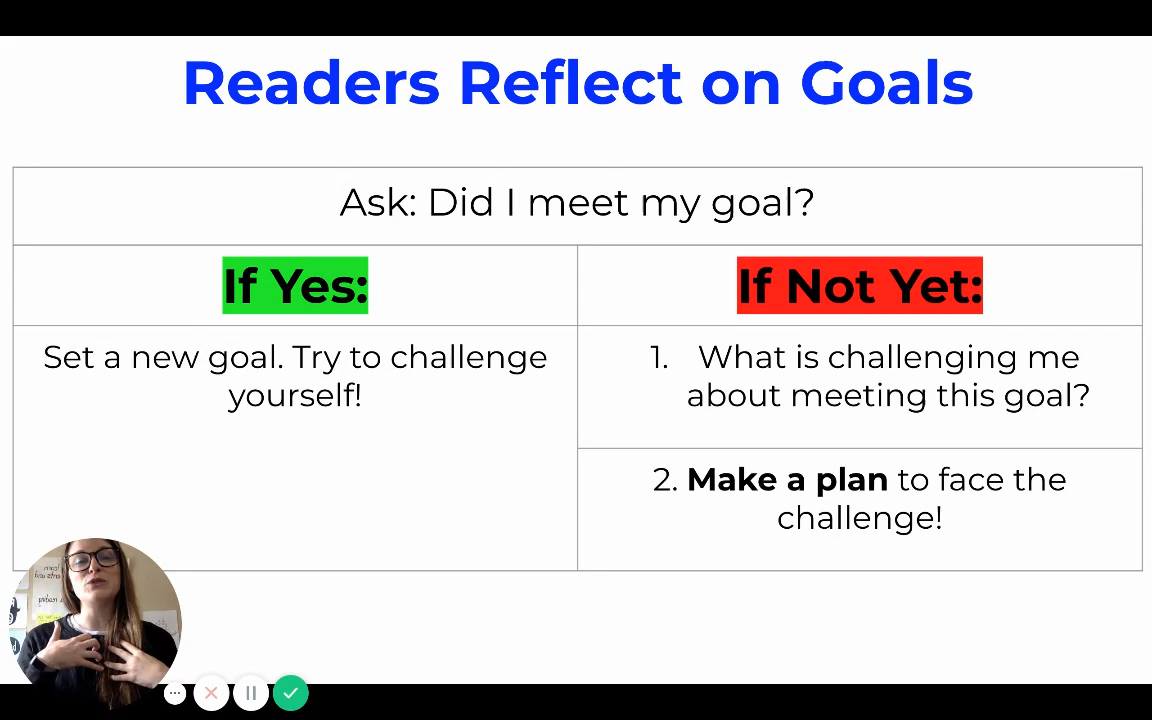 Readers Reflect on Goals
Ask: Did I meet my goal?
If Yes:
If Not Yet:
Set a new goal. Try to challenge
yourself!
1. What is challenging me
about meeting this goal?
2. Make a plan to face the
challenge!